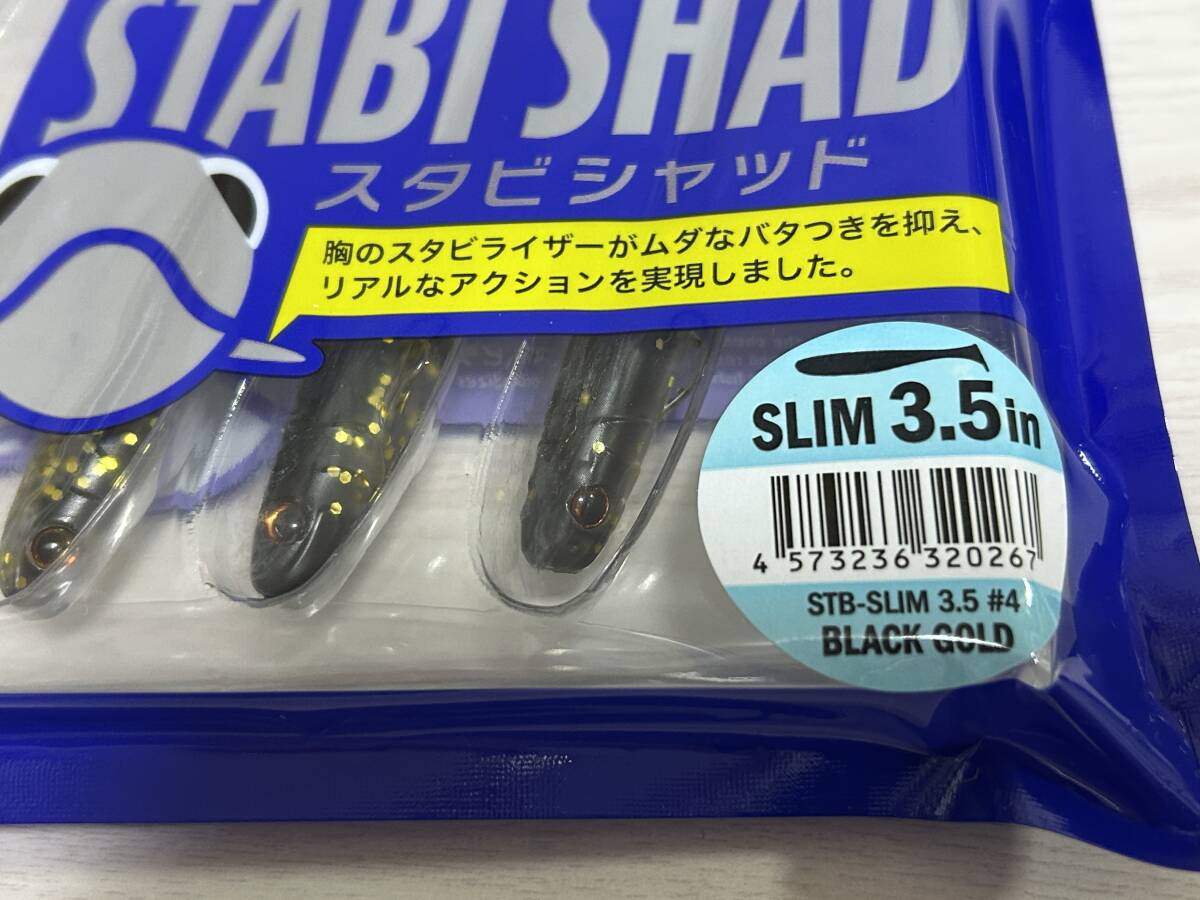 STABI SHAD
スタビシャッド
胸のスタビライザーがムダなバタつきを抑え、
リアルなアクションを実現しました。
SLIM 3.5in
4 573236 320267
STB-SLIM 3.5 #4
BLACK GOLD